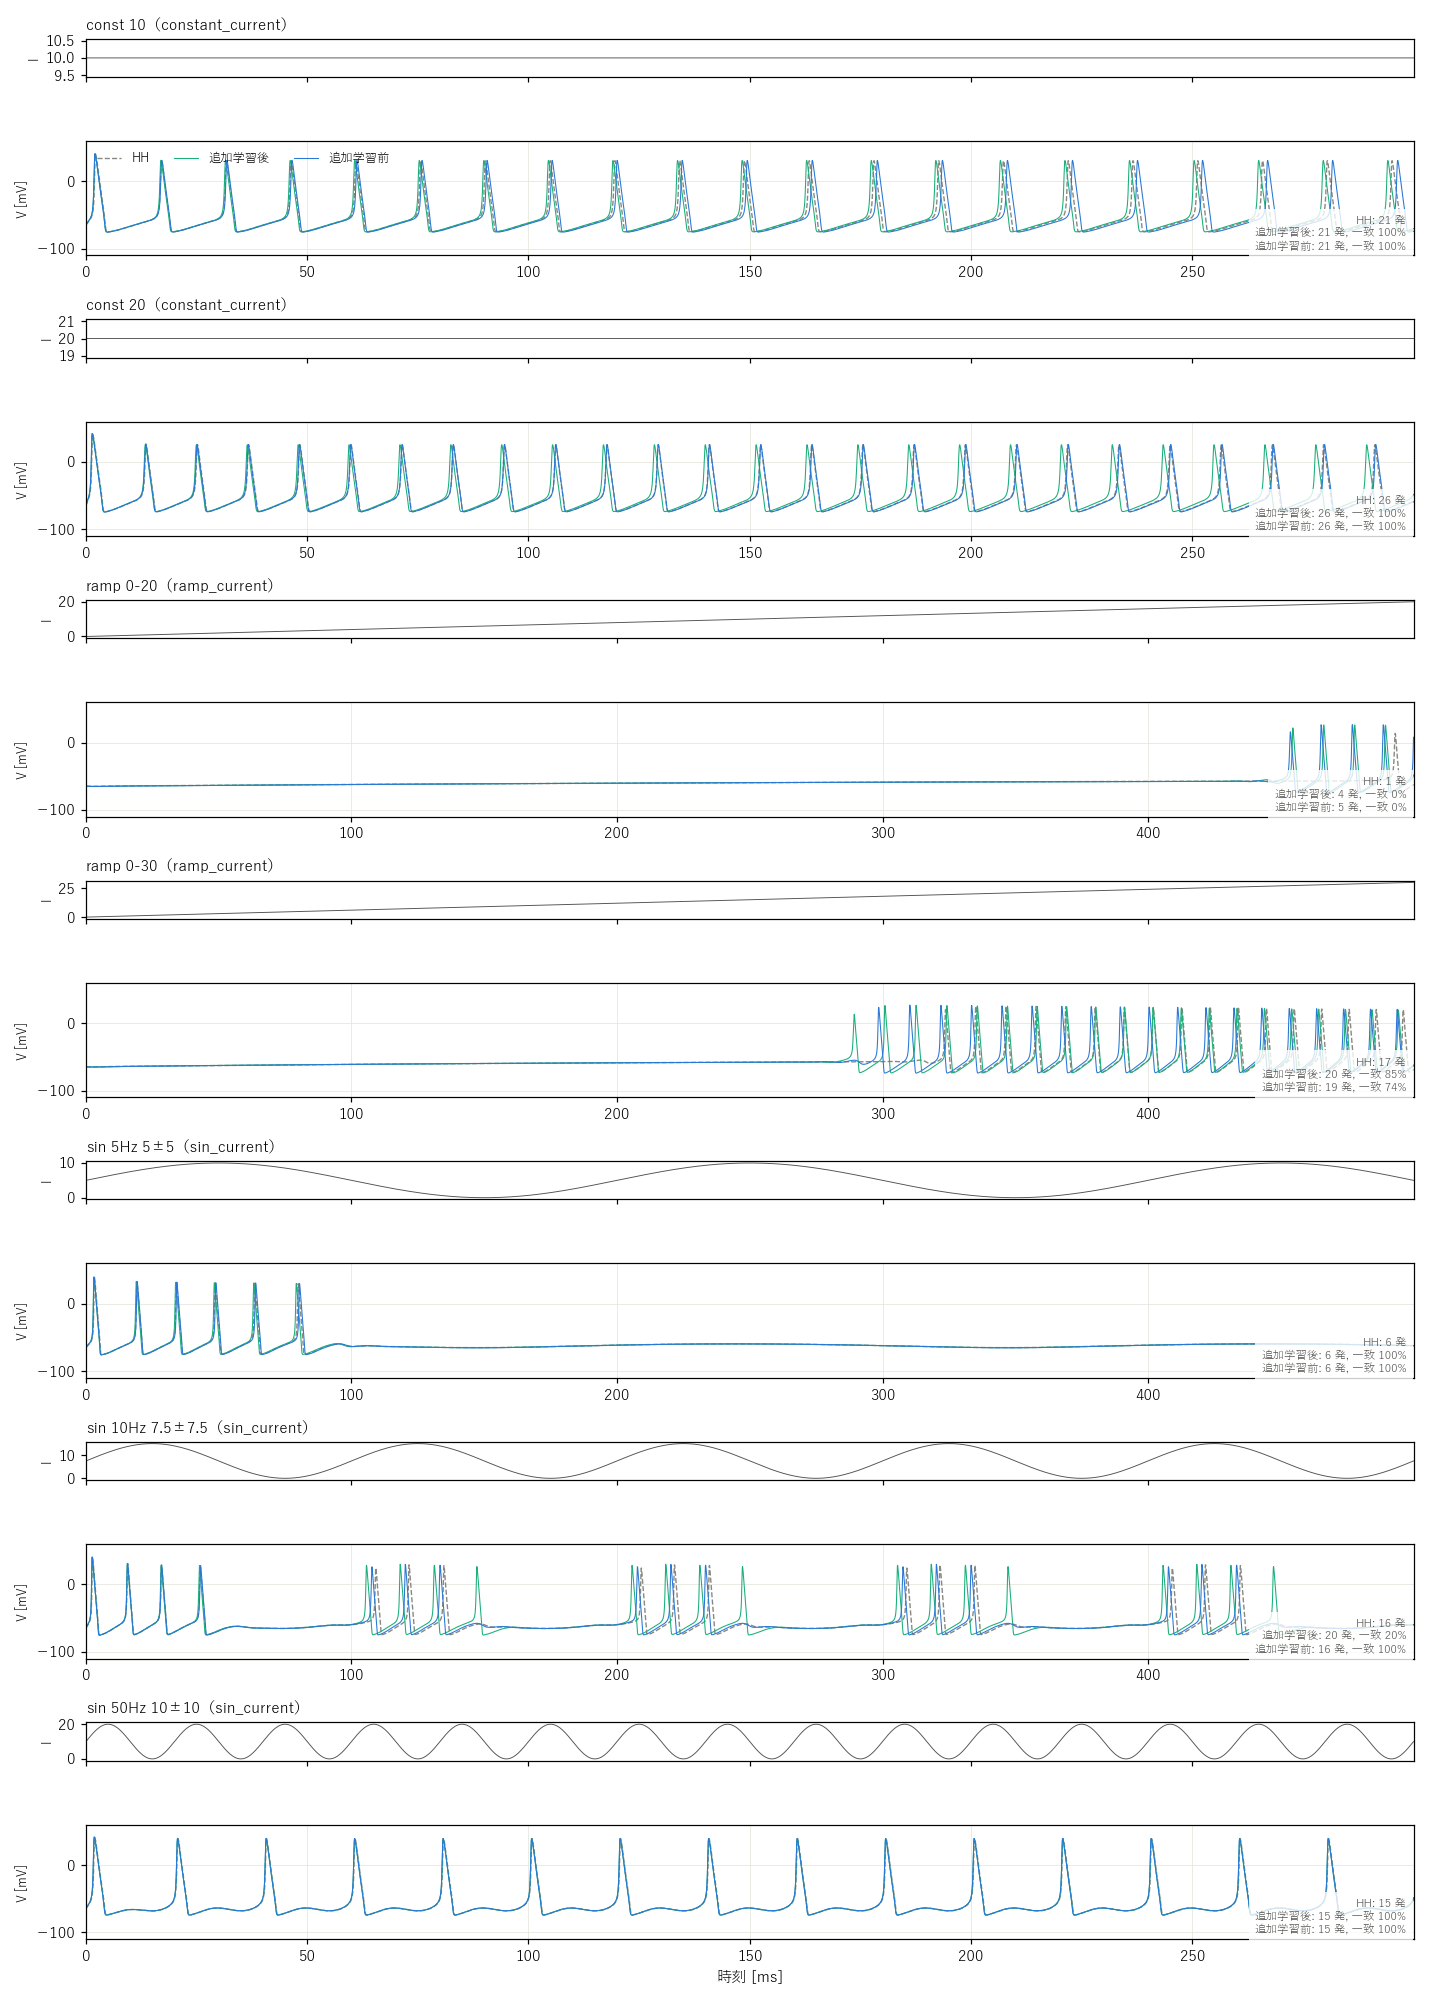 const 10（constant_current）
10.5
10.0
9.5
I
HH 追加学習後 追加学習前
0
−100
V [mV]
HH: 21 発
追加学習後: 21 発, 一致 100%
追加学習前: 21 発, 一致 100%
0 50 100 150 200 250
const 20（constant_current）
21
20
19
I
0
−100
V [mV]
HH: 26 発
追加学習後: 26 発, 一致 100%
追加学習前: 26 発, 一致 100%
0 50 100 150 200 250
ramp 0-20（ramp_current）
20
0
I
0
−100
V [mV]
HH: 1 発
追加学習後: 4 発, 一致 0%
追加学習前: 5 発, 一致 0%
0 100 200 300 400
ramp 0-30（ramp_current）
25
0
I
0
−100
V [mV]
HH: 17 発
追加学習後: 20 発, 一致 85%
追加学習前: 19 発, 一致 74%
0 100 200 300 400
sin 5Hz 5±5（sin_current）
10
0
I
0
−100
V [mV]
HH: 6 発
追加学習後: 6 発, 一致 100%
追加学習前: 6 発, 一致 100%
0 100 200 300 400
sin 10Hz 7.5±7.5（sin_current）
10
0
I
0
−100
V [mV]
HH: 16 発
追加学習後: 20 発, 一致 20%
追加学習前: 16 発, 一致 100%
0 100 200 300 400
sin 50Hz 10±10（sin_current）
20
0
I
0
−100
V [mV]
HH: 15 発
追加学習後: 15 発, 一致 100%
追加学習前: 15 発, 一致 100%
0 50 100 150 200 250
時刻 [ms]